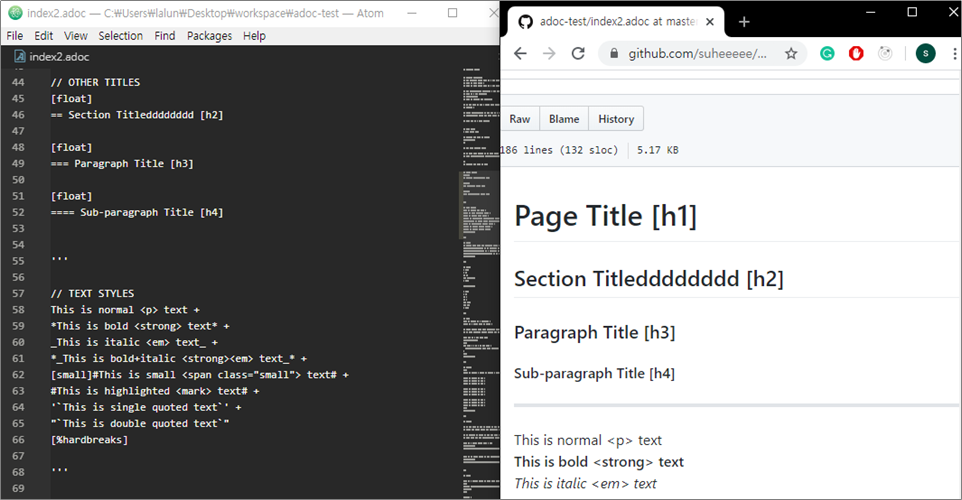 index2.adoc — C:₩Users₩lalun₩Desktop₩workspace₩adoc-test — Atom
File Edit View Selection Find Packages Help
index2.adoc
44 // OTHER TITLES
45 [float]
46 == Section Titledddddddd [h2]
47
48 [float]
49 === Paragraph Title [h3]
50
51 [float]
52 ==== Sub-paragraph Title [h4]
53
54
55 '''
56
57 // TEXT STYLES
58 This is normal <p> text +
59 *This is bold <strong> text* +
60 _This is italic <em> text_ +
61 *_This is bold+italic <strong><em> text_* +
62 [small]#This is small <span class="small"> text# +
63 #This is highlighted <mark> text# +
64 '`This is single quoted text`' +
65 "`This is double quoted text`"
66 [%hardbreaks]
67
68 '''
69
adoc-test/index2.adoc at maste
github.com/suheeeee/...
S
Raw Blame History
186 lines (132 sloc) 5.17 KB
Page Title [h1]
Section Titledddddddd [h2]
Paragraph Title [h3]
Sub-paragraph Title [h4]
This is normal <p> text
This is bold <strong> text
This is italic <em> text